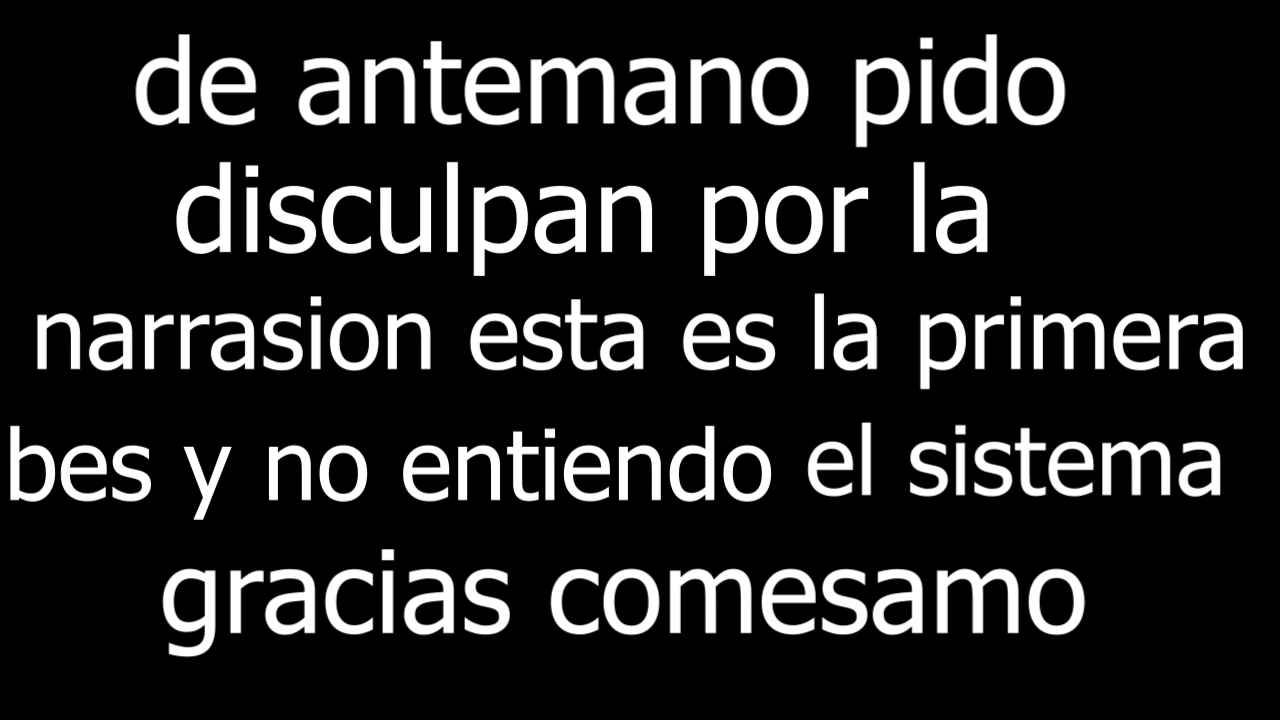 de antemano pido
disculpan por la
narrasion esta es la primera
bes y no entiendo el sistema
gracias comesamo